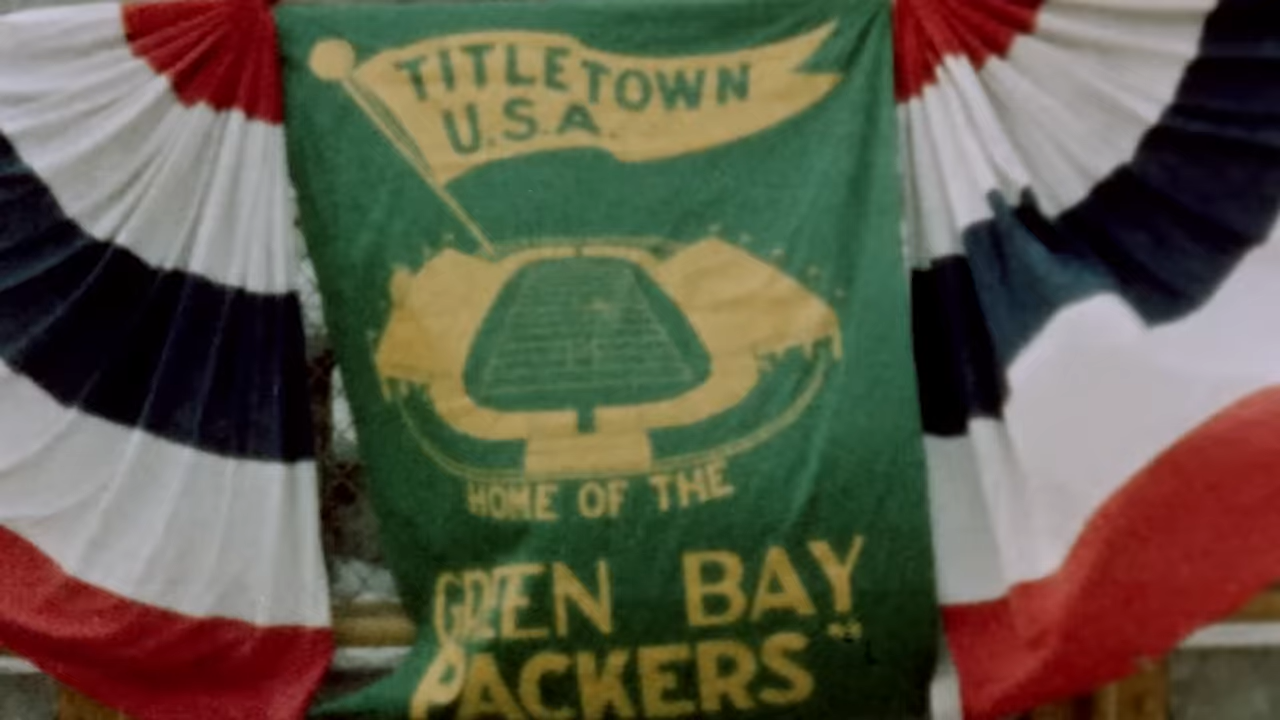 TITLETOWN
U.S.A.
HOME OF THE
GREEN BAY
PACKERS